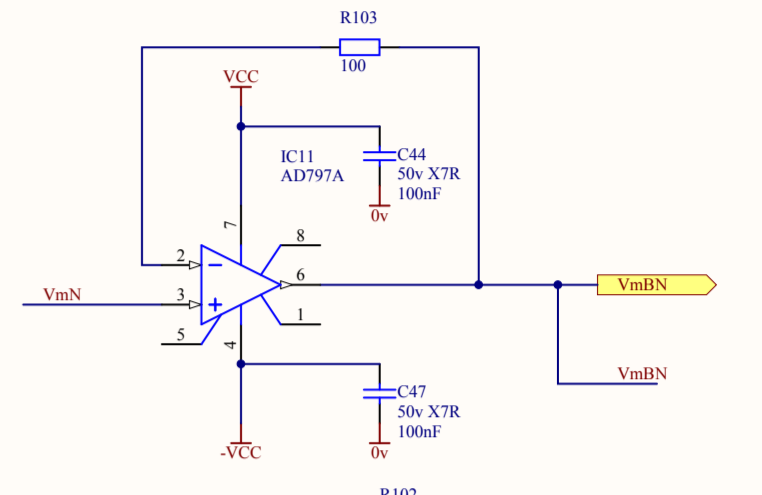 R103
100
VCC
IC11
AD797A
C44
50v X7R
100nF
0v
7
8
2
6
VmBN
VmN
3
1
5
4
VmBN
C47
50v X7R
100nF
-VCC
0v
R102